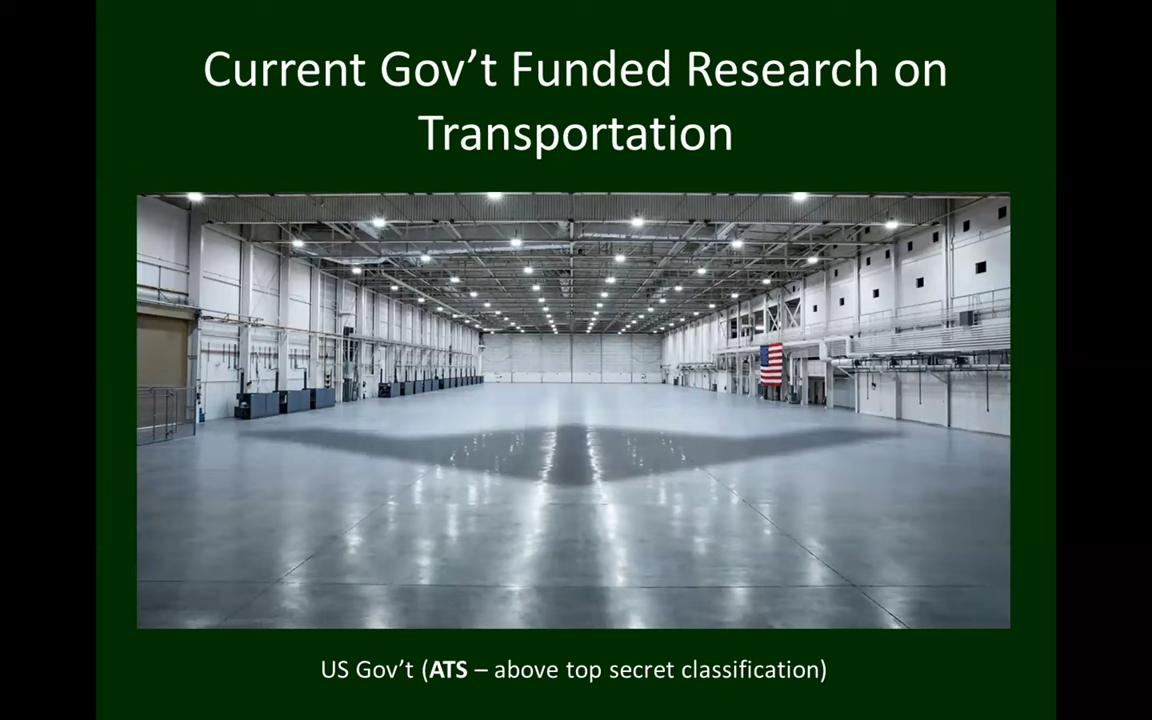 Current Gov’t Funded Research on
Transportation
US Gov’t (ATS – above top secret classification)